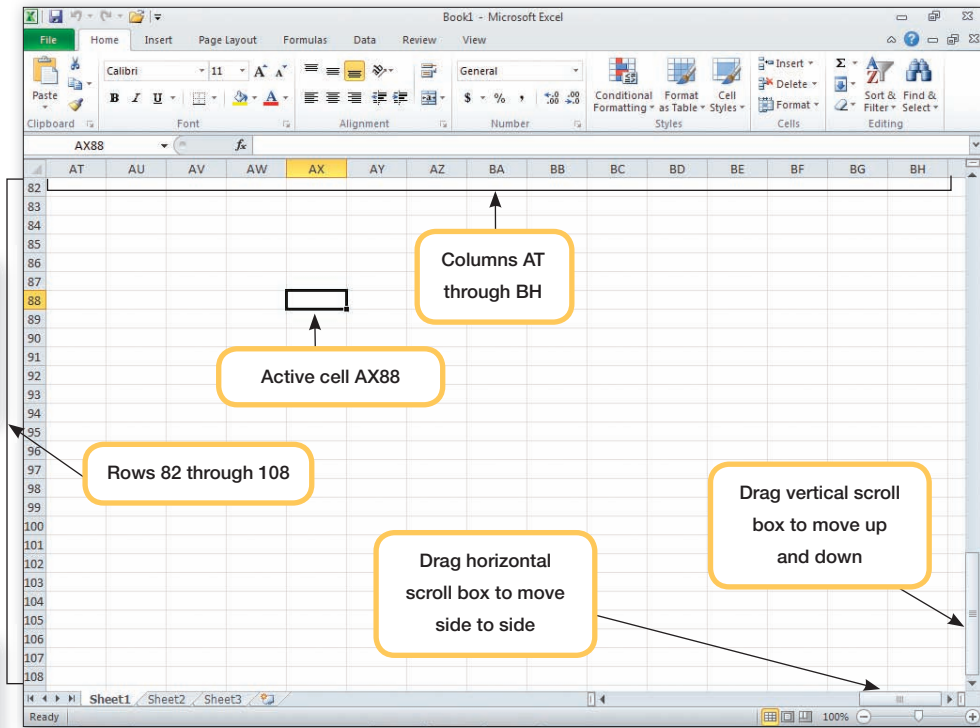 Book1 - Microsoft Excel
File Home Insert Page Layout Formulas Data Review View
Paste
Clipboard
Calibri 11 A A
B I U A
Font
Alignment
General
$ % , .00 .0
Number
Conditional Formatting
Format as Table
Cell Styles
Styles
Insert
Delete
Format
Cells
Σ
Sort & Filter
Find & Select
Editing
AX88 fx
AT AU AV AW AX AY AZ BA BB BC BD BE BF BG BH
82
83
84
85
86
87
88
89
90
91
92
93
94
95
96
97
98
99
100
101
102
103
104
105
106
107
108
Columns AT
through BH
Active cell AX88
Rows 82 through 108
Drag horizontal
scroll box to move
side to side
Drag vertical scroll
box to move up
and down
Sheet1 Sheet2 Sheet3
Ready 100%